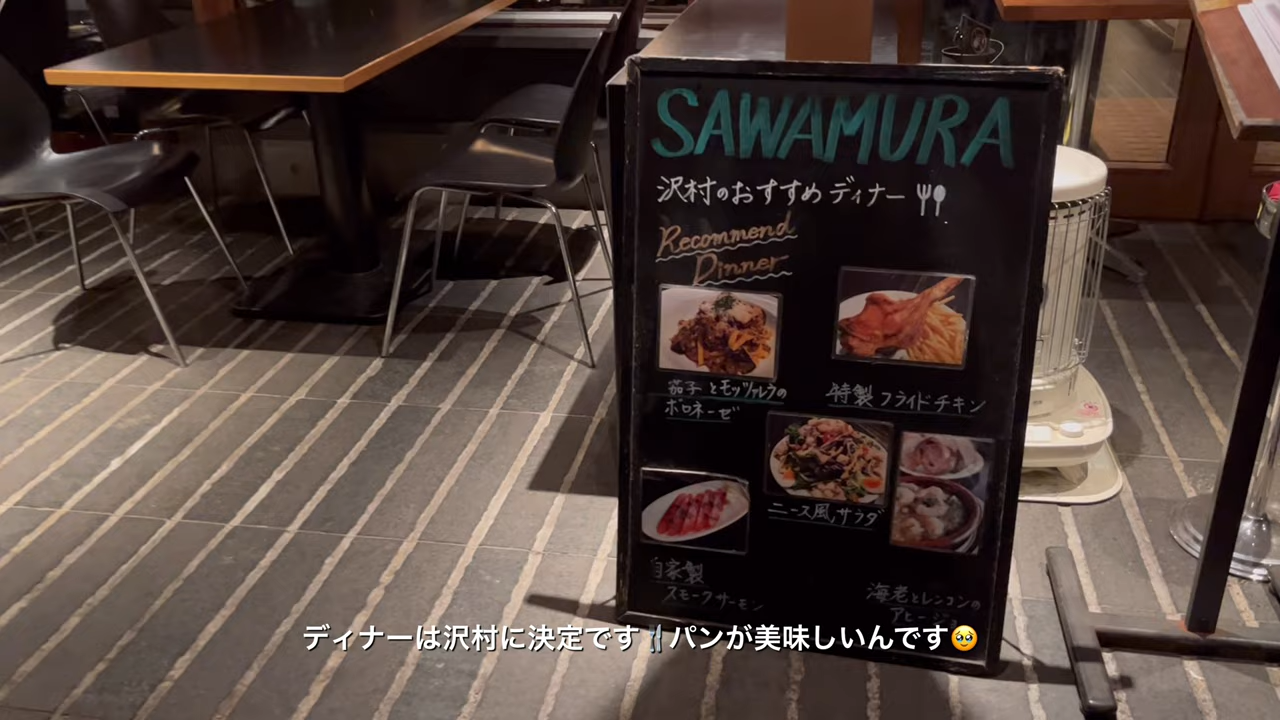 SAWAMURA
沢村のおすすめディナー
Recommend
Dinner
茄子とモッツァレラの
ボロネーゼ
特製フライドチキン
ニース風サラダ
自家製
スモークサーモン
海老とレンコンの
アヒージョ
ディナーは沢村に決定です🍴パンが美味しいんです🥹